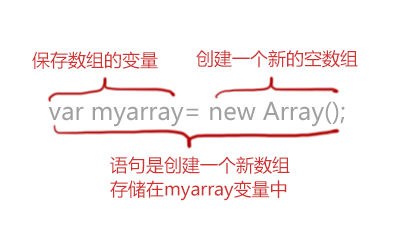 保存数组的变量
创建一个新的空数组
var myarray= new Array();
语句是创建一个新数组
存储在myarray变量中